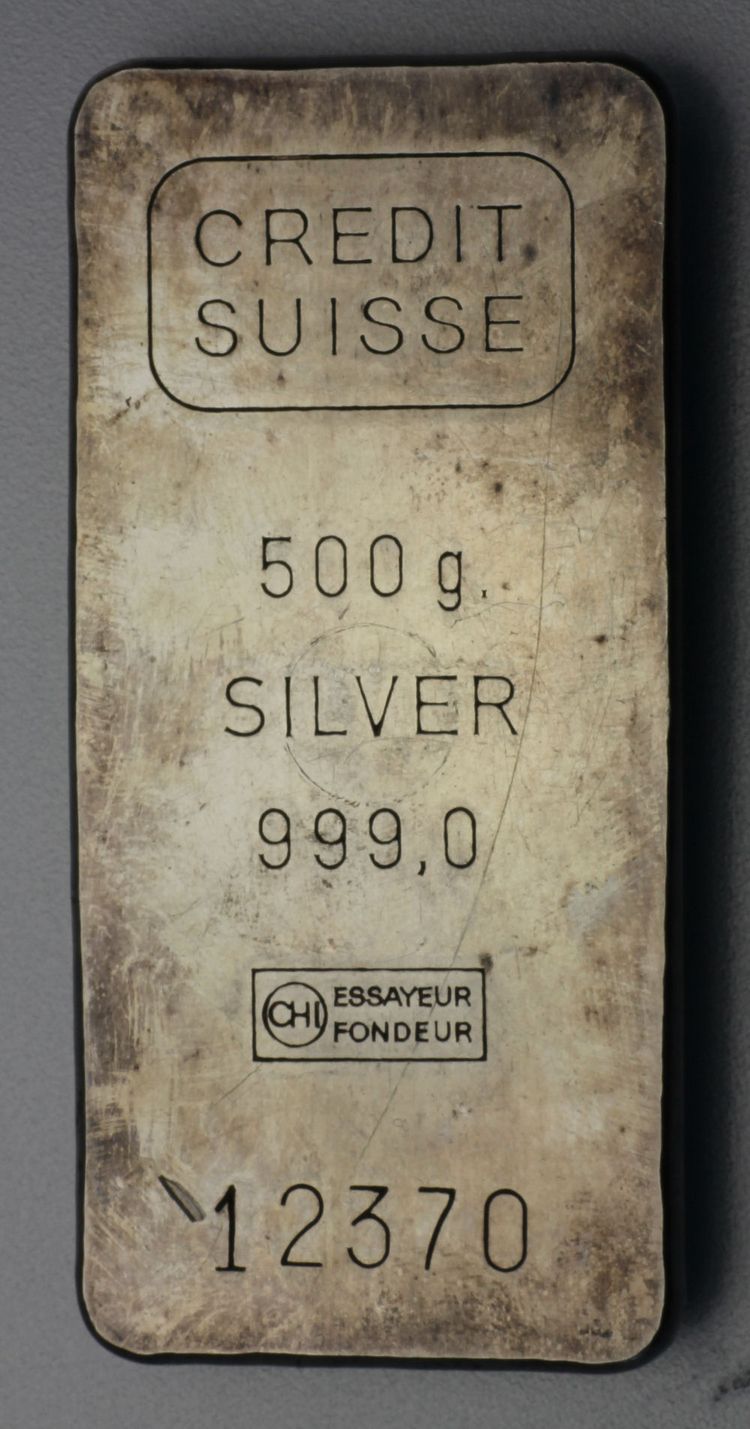 CREDIT
SUISSE
500 g.
SILVER
999,0
CHI ESSAYEUR
FONDEUR
12370